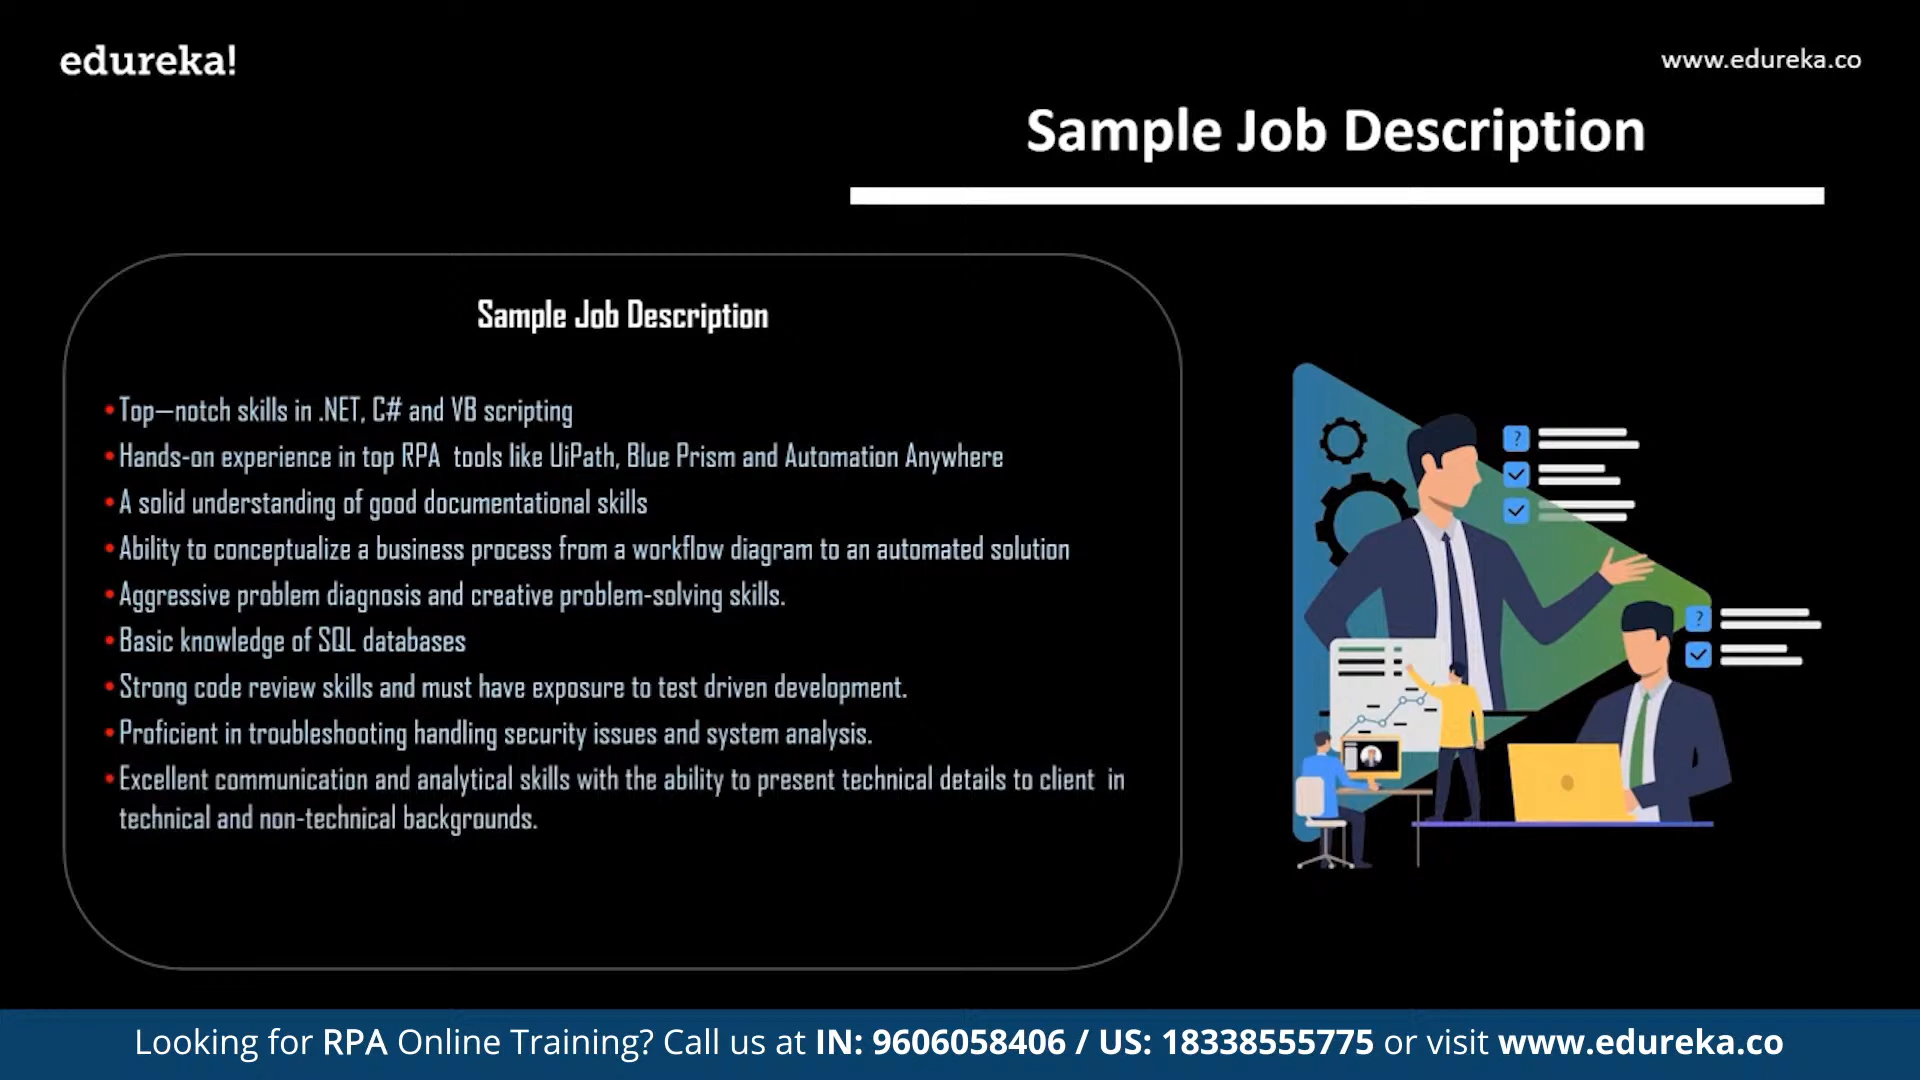 edureka!
www.edureka.co
Sample Job Description
Sample Job Description
•Top—notch skills in .NET, C# and VB scripting
•Hands-on experience in top RPA  tools like UiPath, Blue Prism and Automation Anywhere
•A solid understanding of good documentational skills
•Ability to conceptualize a business process from a workflow diagram to an automated solution
•Aggressive problem diagnosis and creative problem-solving skills.
•Basic knowledge of SQL databases
•Strong code review skills and must have exposure to test driven development.
•Proficient in troubleshooting handling security issues and system analysis.
•Excellent communication and analytical skills with the ability to present technical details to client  in
technical and non-technical backgrounds.
?
?
Looking for RPA Online Training? Call us at IN: 9606058406 / US: 18338555775 or visit www.edureka.co